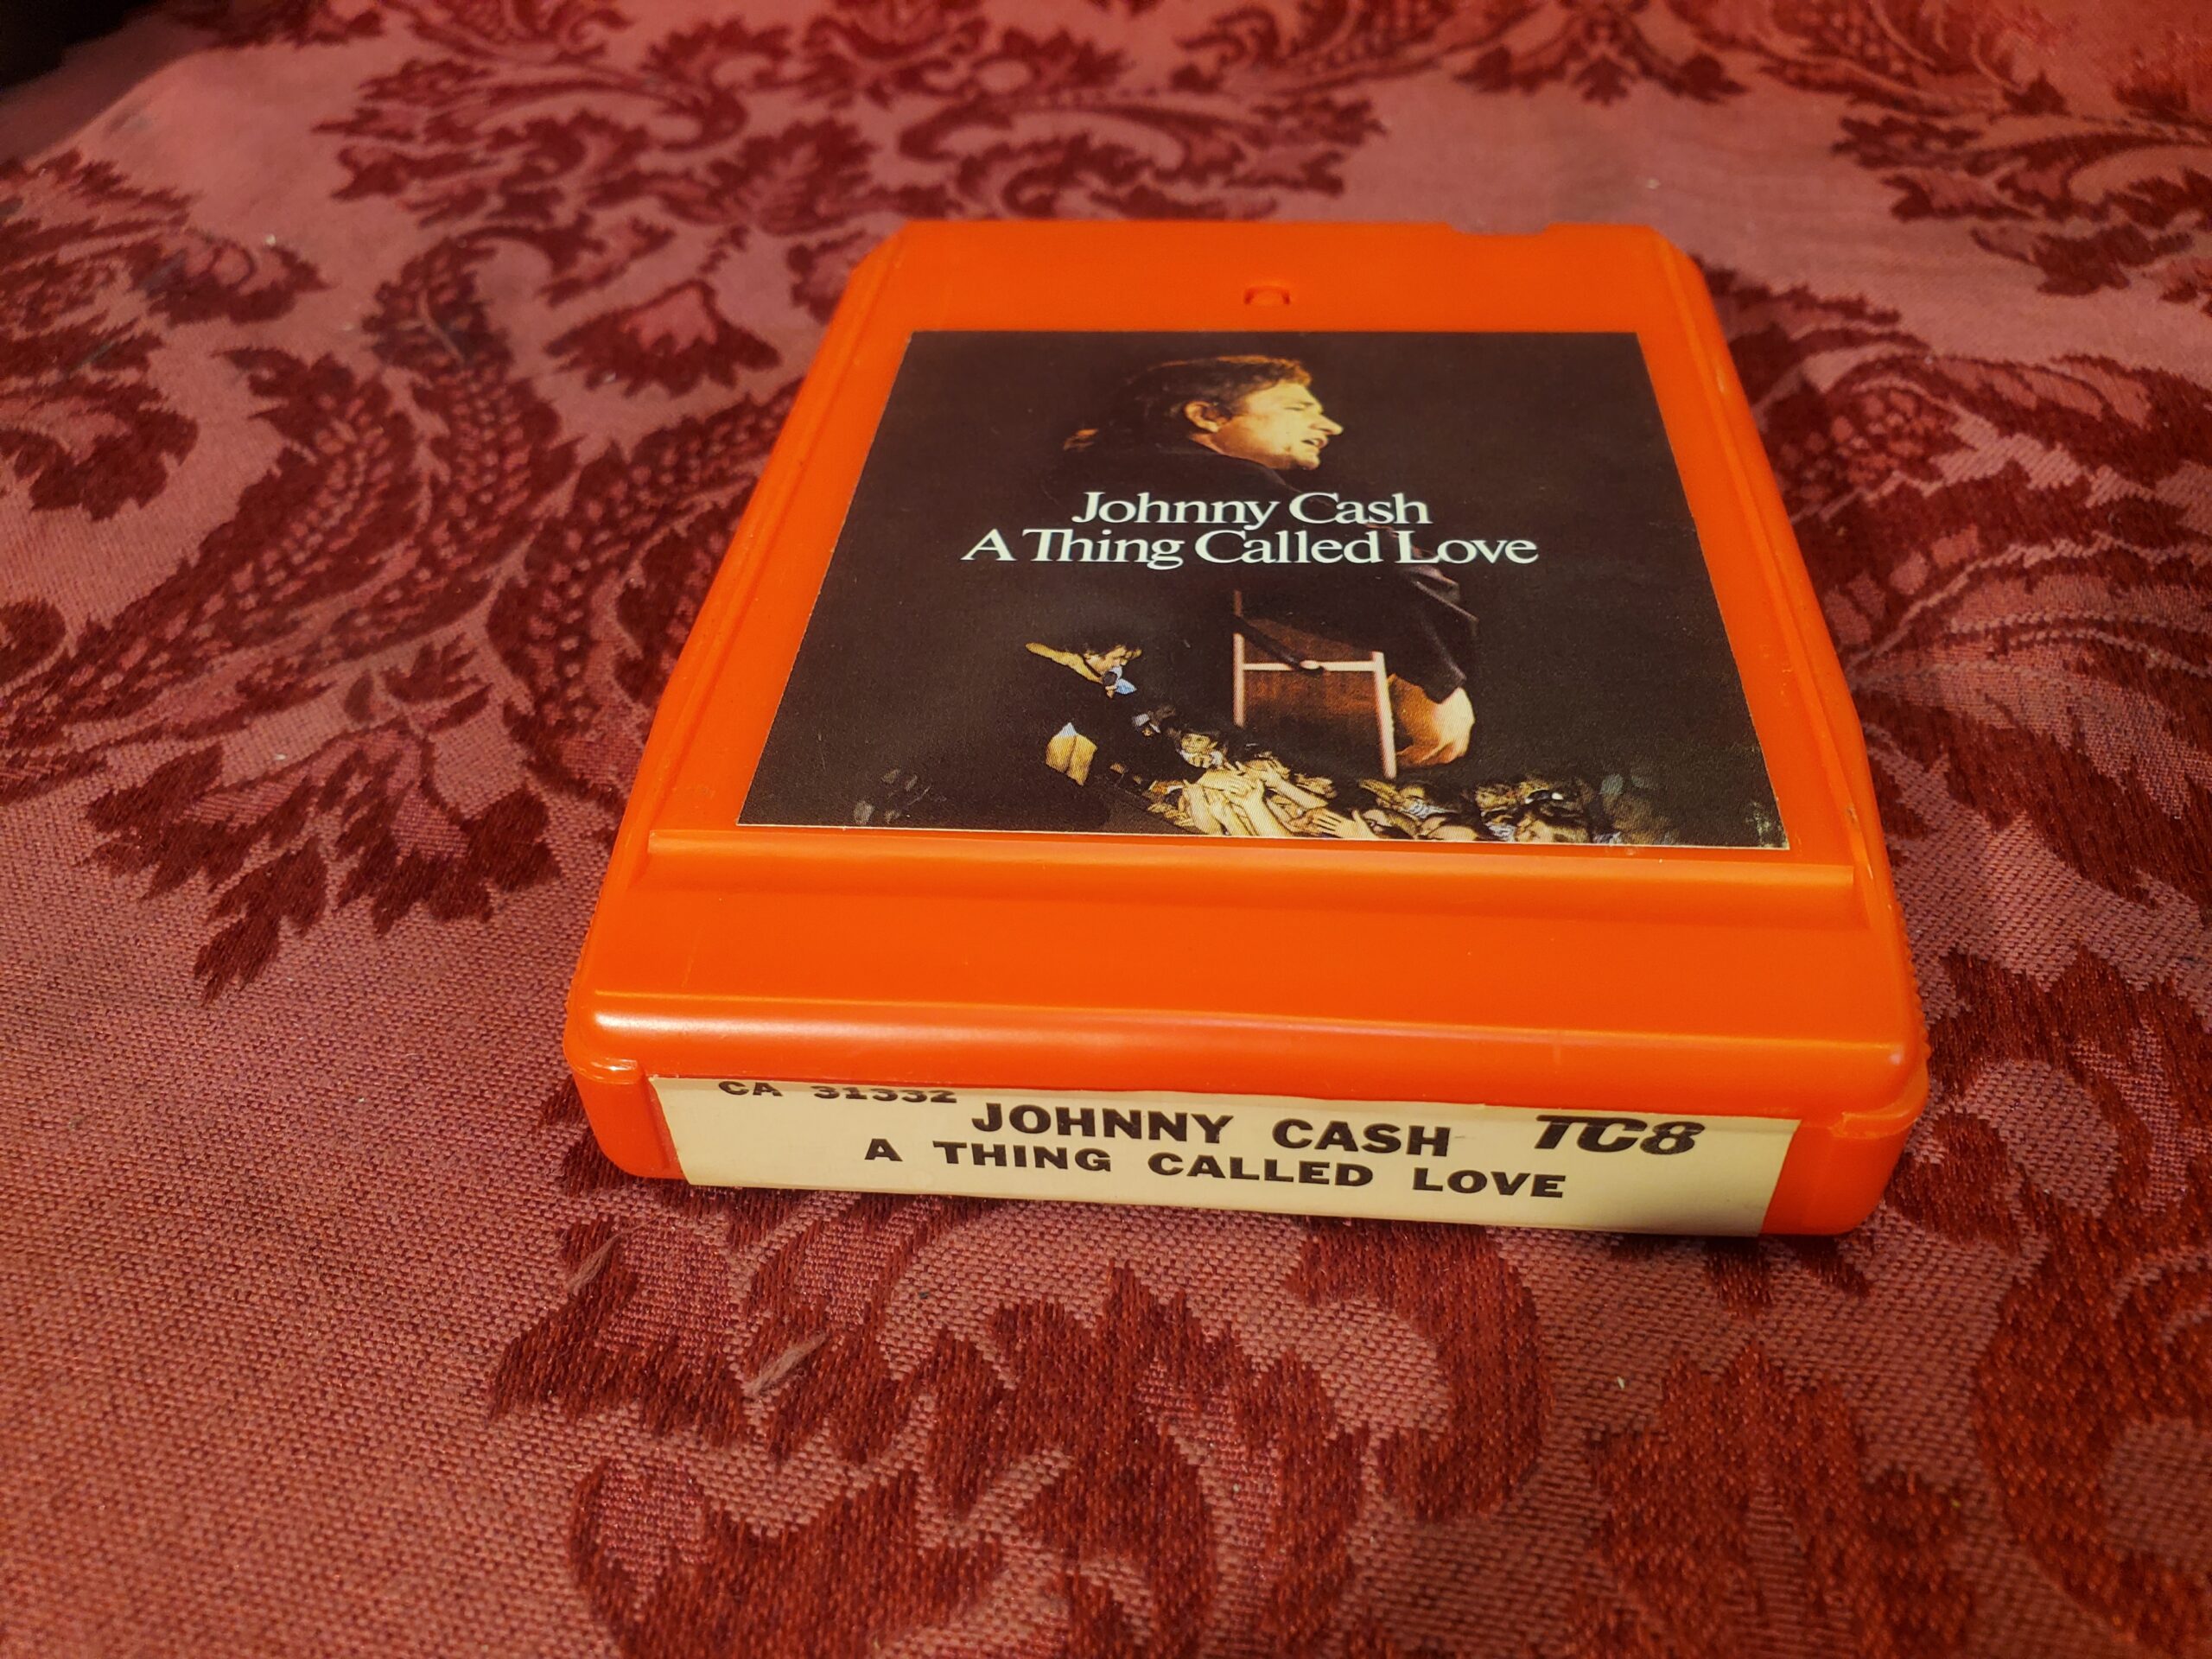 Johnny Cash
A Thing Called Love
CA 31332
JOHNNY CASH TC8
A THING CALLED LOVE